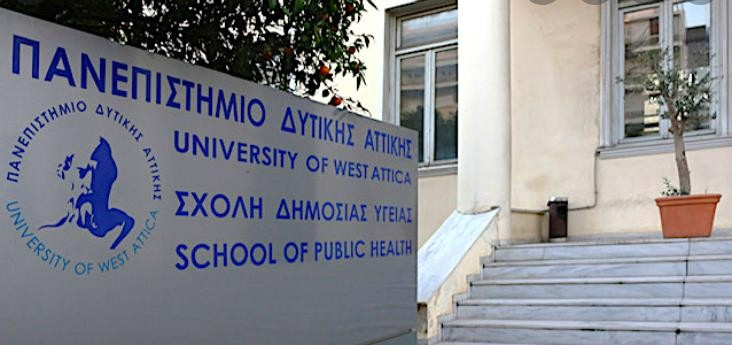 ΠΑΝΕΠΙΣΤΗΜΙΟ ΔΥΤΙΚΗΣ ΑΤΤΙΚΗΣ
UNIVERSITY OF WEST ATTICA
ΣΧΟΛΗ ΔΗΜΟΣΙΑΣ ΥΓΕΙΑΣ
SCHOOL OF PUBLIC HEALTH
ΠΑΝΕΠΙΣΤΗΜΙΟ ΔΥΤΙΚΗΣ ΑΤΤΙΚΗΣ
UNIVERSITY OF WEST ATTICA